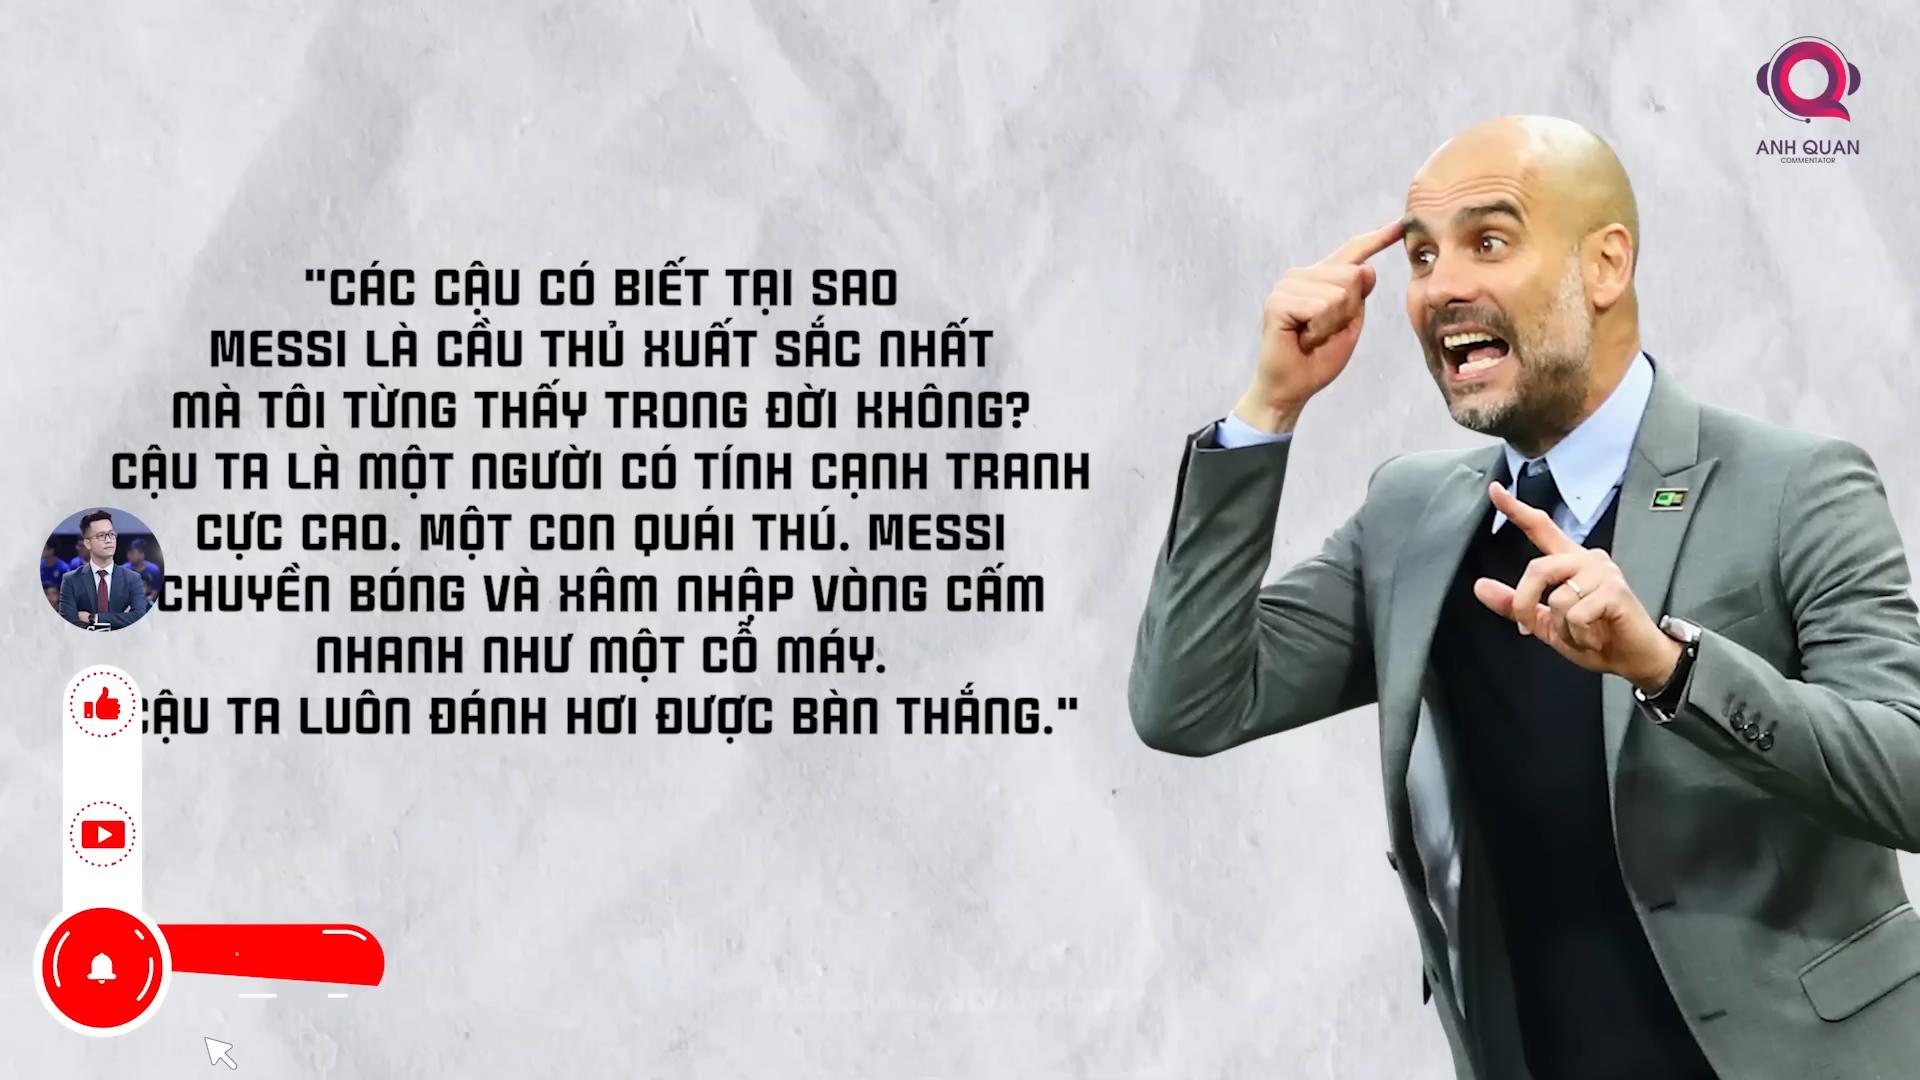 ANH QUAN
COMMENTATOR
"CÁC CẬU CÓ BIẾT TẠI SAO
MESSI LÀ CẦU THỦ XUẤT SẮC NHẤT
MÀ TÔI TỪNG THẤY TRONG ĐỜI KHÔNG?
CẬU TA LÀ MỘT NGƯỜI CÓ TÍNH CẠNH TRANH
CỰC CAO. MỘT CON QUÁI THÚ. MESSI
CHUYỀN BÓNG VÀ XÂM NHẬP VÒNG CẤM
NHANH NHƯ MỘT CỖ MÁY.
CẬU TA LUÔN ĐÁNH HƠI ĐƯỢC BÀN THẮNG."